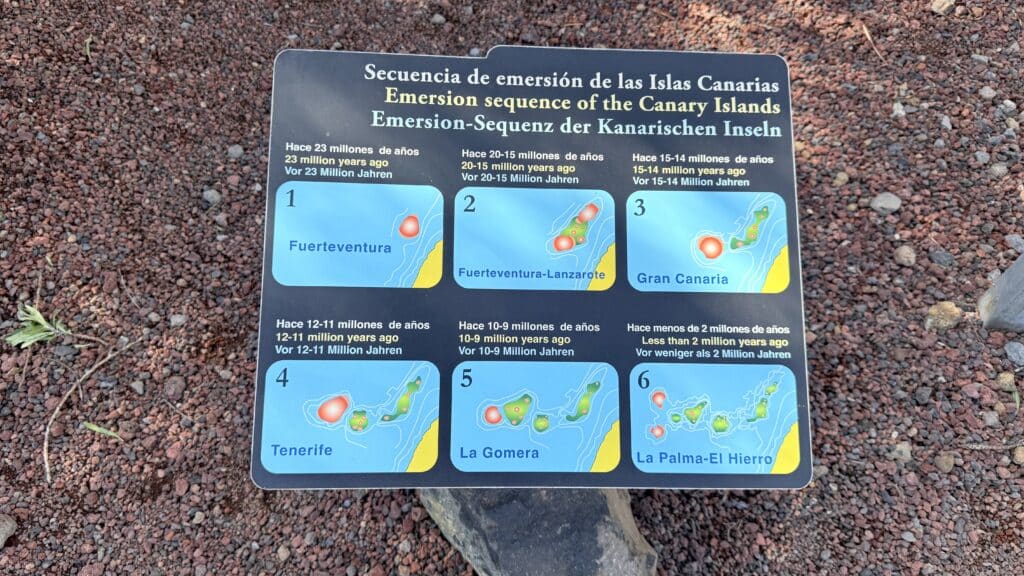 Secuencia de emersión de las Islas Canarias
Emersion sequence of the Canary Islands
Emersion-Sequenz der Kanarischen Inseln
Hace 23 millones de años
23 million years ago
Vor 23 Million Jahren
1
Fuerteventura
Hace 20-15 millones de años
20-15 million years ago
Vor 20-15 Million Jahren
2
Fuerteventura-Lanzarote
Hace 15-14 millones de años
15-14 million years ago
Vor 15-14 Million Jahren
3
Gran Canaria
Hace 12-11 millones de años
12-11 million years ago
Vor 12-11 Million Jahren
4
Tenerife
Hace 10-9 millones de años
10-9 million years ago
Vor 10-9 Million Jahren
5
La Gomera
Hace menos de 2 millones de años
Less than 2 million years ago
Vor weniger als 2 Million Jahren
6
La Palma-El Hierro